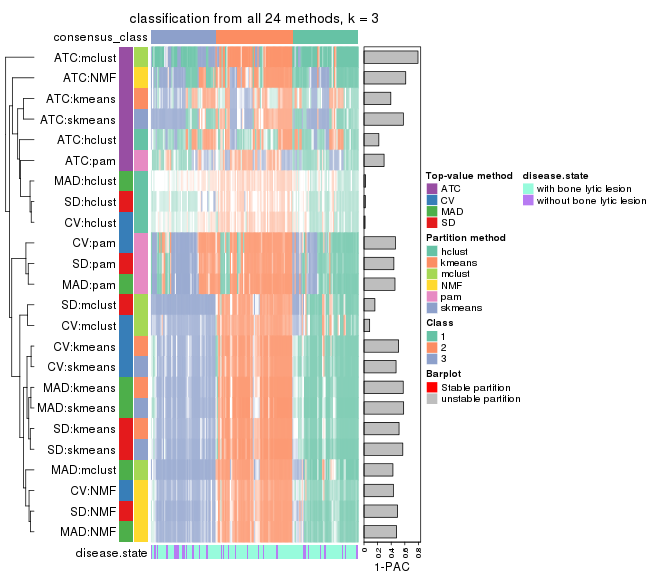 classification from all 24 methods, k = 3
consensus_class
ATC:mclust
ATC:NMF
ATC:kmeans
ATC:skmeans
ATC:hclust
ATC:pam
MAD:hclust
SD:hclust
CV:hclust
CV:pam
SD:pam
MAD:pam
SD:mclust
CV:mclust
CV:kmeans
CV:skmeans
MAD:kmeans
MAD:skmeans
SD:kmeans
SD:skmeans
MAD:mclust
CV:NMF
SD:NMF
MAD:NMF
disease.state
0 0.2 0.4 0.6 0.8
1-PAC
Top-value method
ATC
CV
MAD
SD
Partition method
hclust
kmeans
mclust
NMF
pam
skmeans
Class
1
2
3
Barplot
Stable partition
unstable partition
disease.state
with bone lytic lesion
without bone lytic lesion